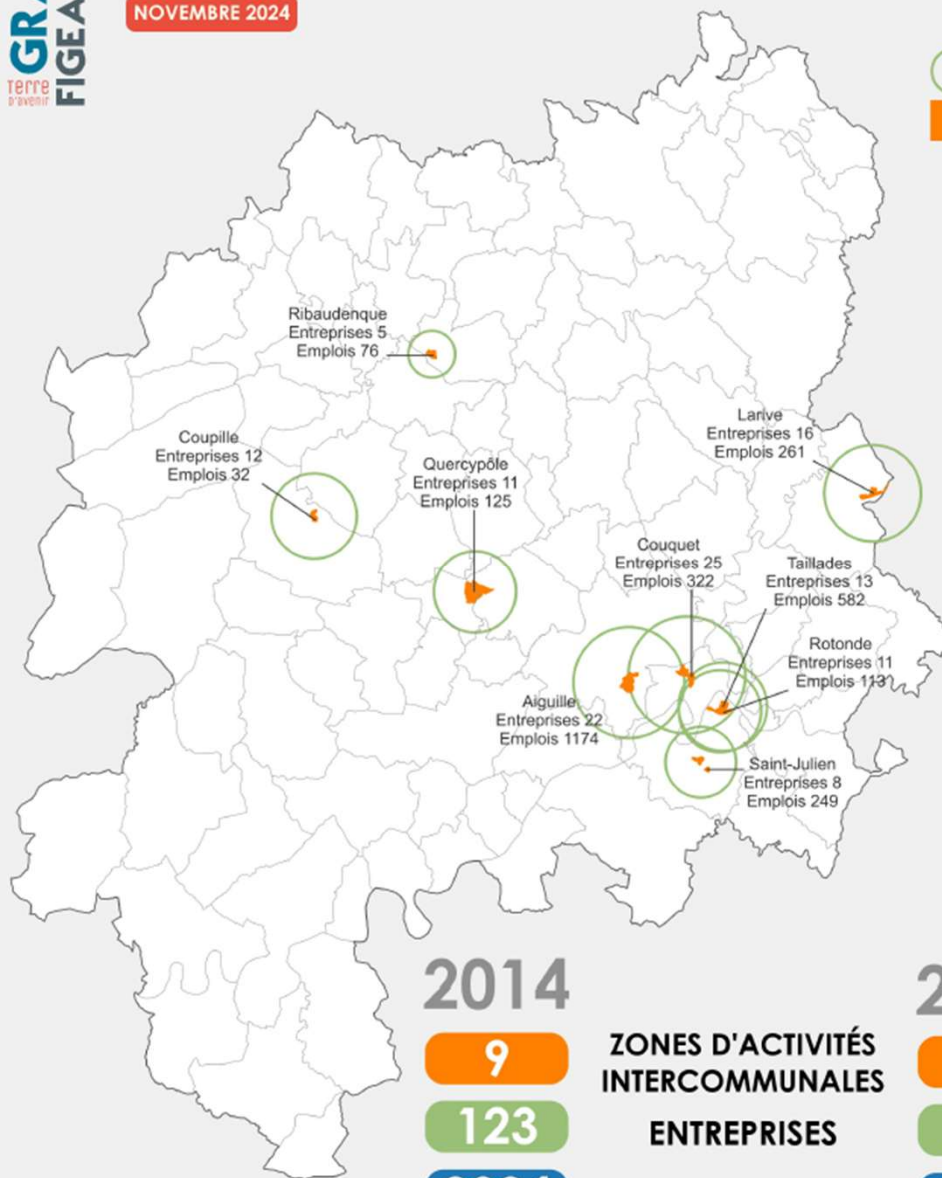 GR
FIGEA
Terre
d'avenir
NOVEMBRE 2024
Ribaudenque
Entreprises 5
Emplois 76
Larive
Entreprises 16
Emplois 261
Coupille
Entreprises 12
Emplois 32
Quercypôle
Entreprises 11
Emplois 125
Couquet
Entreprises 25
Emplois 322
Taillades
Entreprises 13
Emplois 582
Rotonde
Entreprises 11
Emplois 113
Aiguille
Entreprises 22
Emplois 1174
Saint-Julien
Entreprises 8
Emplois 249
2014
2
9
ZONES D'ACTIVITÉS
INTERCOMMUNALES
123
ENTREPRISES